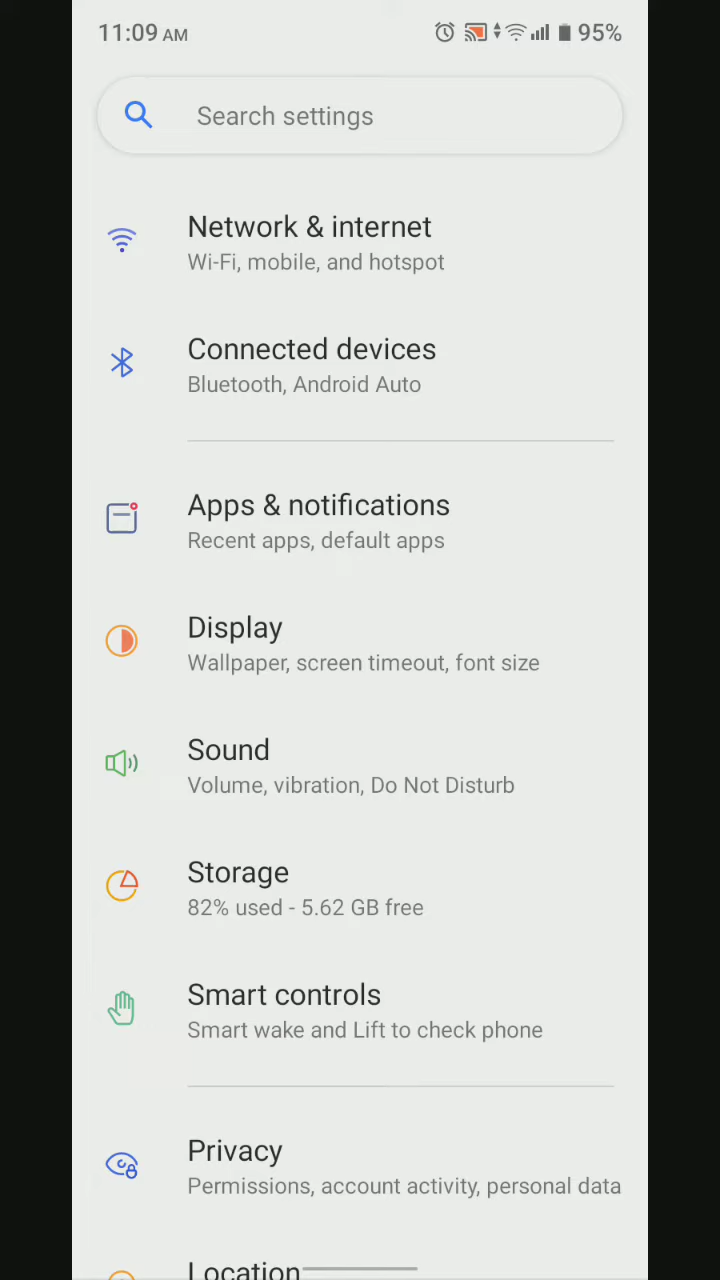 11:09 AM
95%
Search settings
Network & internet
Wi-Fi, mobile, and hotspot
Connected devices
Bluetooth, Android Auto
Apps & notifications
Recent apps, default apps
Display
Wallpaper, screen timeout, font size
Sound
Volume, vibration, Do Not Disturb
Storage
82% used - 5.62 GB free
Smart controls
Smart wake and Lift to check phone
Privacy
Permissions, account activity, personal data
Location